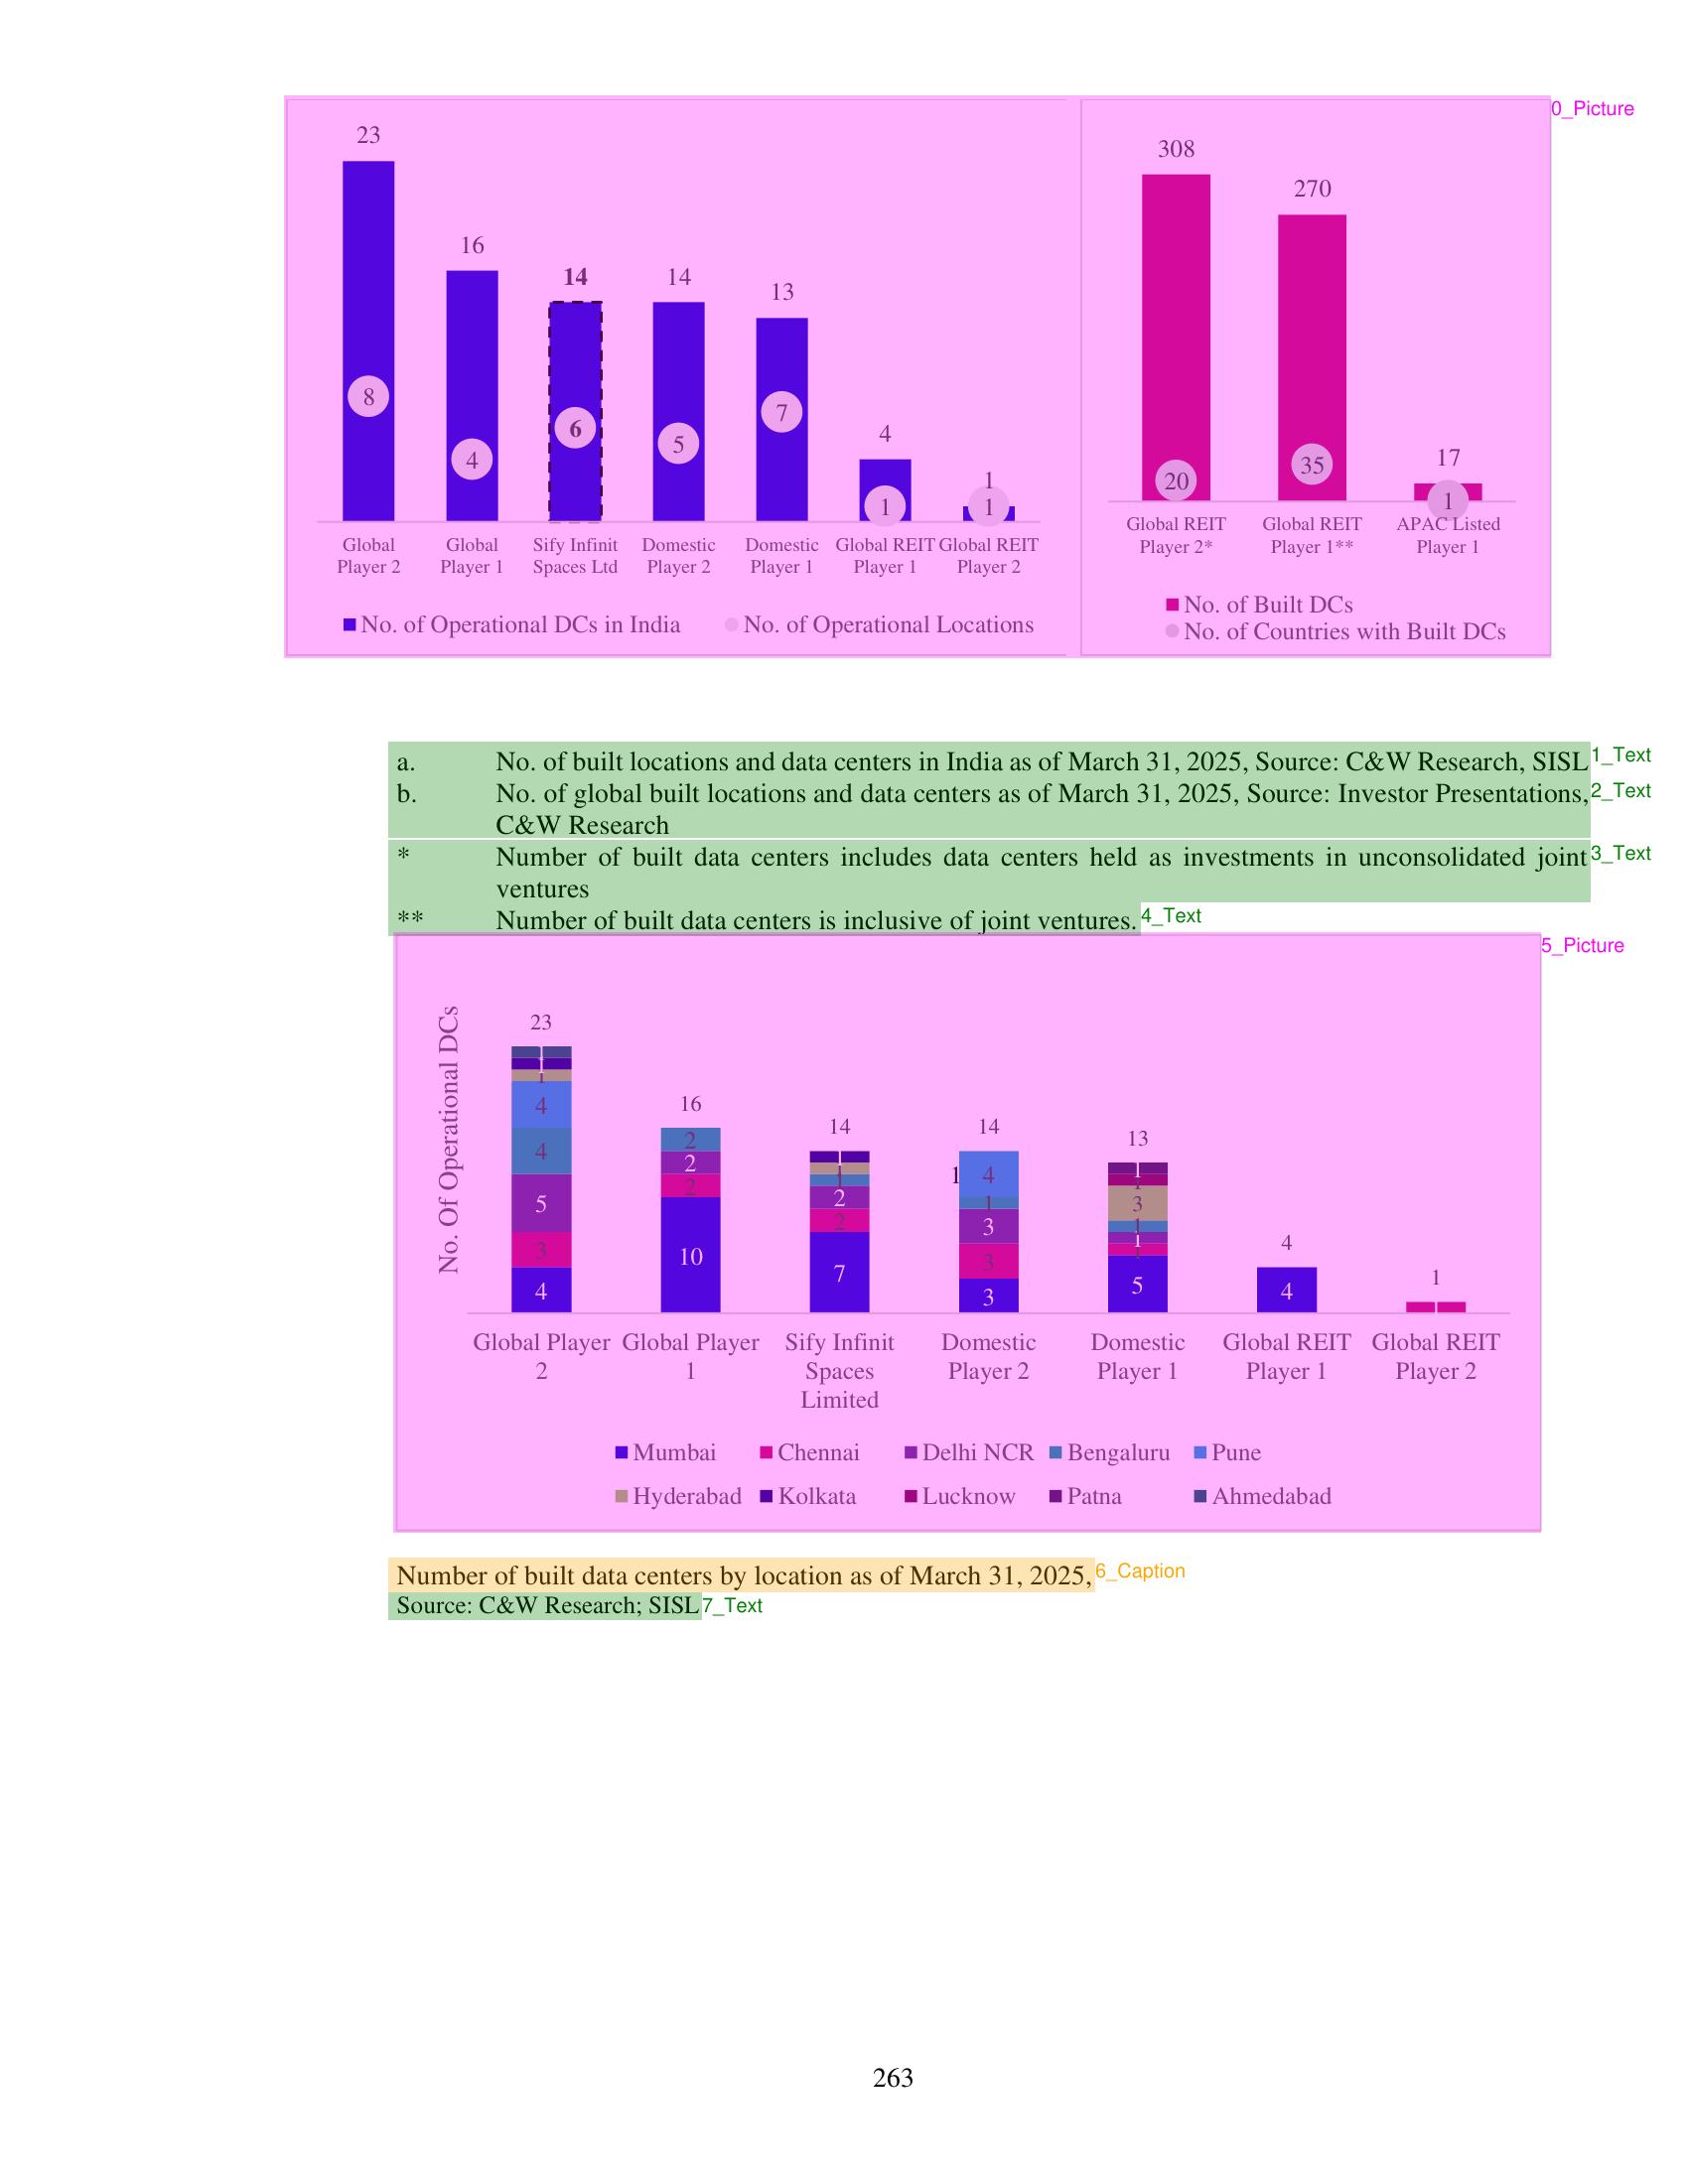 0_Picture
23
16
14
14
13
4
1
8
4
6
5
7
1
1
Global Player 2
Global Player 1
Sify Infinit Spaces Ltd
Domestic Player 2
Domestic Player 1
Global REIT Player 1
Global REIT Player 2
No. of Operational DCs in India
No. of Operational Locations
308
270
17
20
35
1
Global REIT Player 2*
Global REIT Player 1**
APAC Listed Player 1
No. of Built DCs
No. of Countries with Built DCs
a. No. of built locations and data centers in India as of March 31, 2025, Source: C&W Research, SISL
1_Text
b. No. of global built locations and data centers as of March 31, 2025, Source: Investor Presentations,
2_Text
C&W Research
* Number of built data centers includes data centers held as investments in unconsolidated joint
3_Text
ventures
** Number of built data centers is inclusive of joint ventures.
4_Text
5_Picture
No. Of Operational DCs
23
1
1
4
4
5
3
4
16
2
2
2
10
14
1
1
2
2
7
14
1
4
1
3
3
3
13
1
1
3
1
1
5
4
4
1
Global Player 2
Global Player 1
Sify Infinit Spaces Limited
Domestic Player 2
Domestic Player 1
Global REIT Player 1
Global REIT Player 2
Mumbai Chennai Delhi NCR Bengaluru Pune
Hyderabad Kolkata Lucknow Patna Ahmedabad
Number of built data centers by location as of March 31, 2025,
6_Caption
Source: C&W Research; SISL
7_Text
263